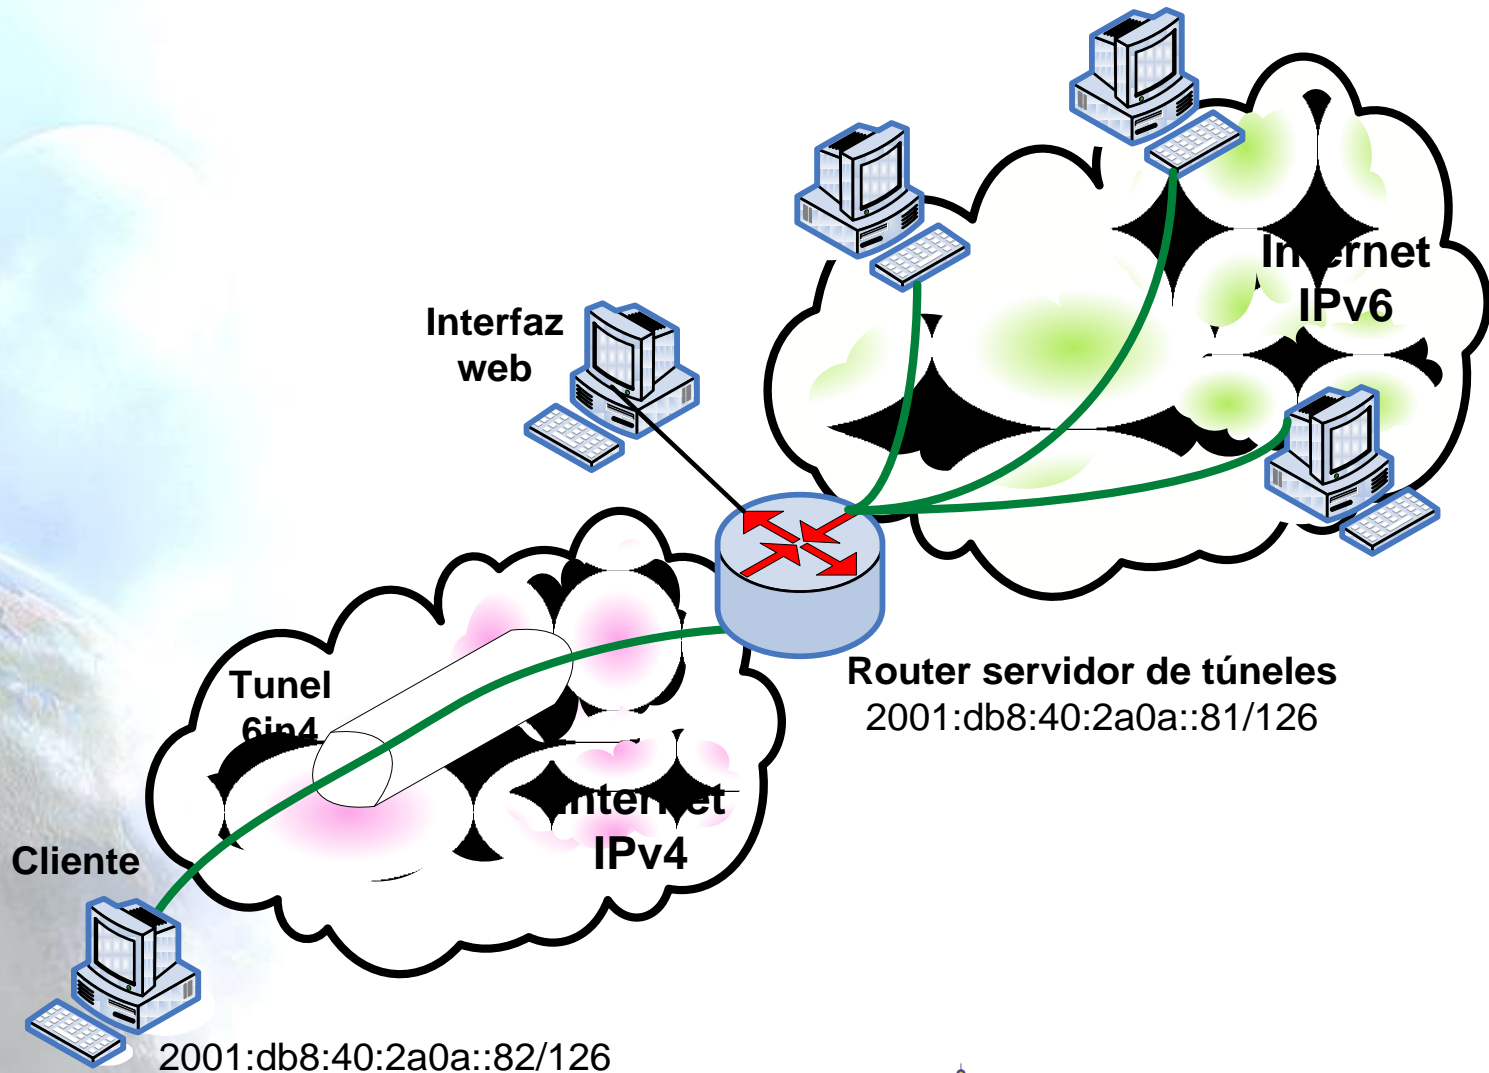 Internet
IPv6
Interfaz
web
Router servidor de túneles
2001:db8:40:2a0a::81/126
Tunel
6in4
Internet
IPv4
Cliente
2001:db8:40:2a0a::82/126